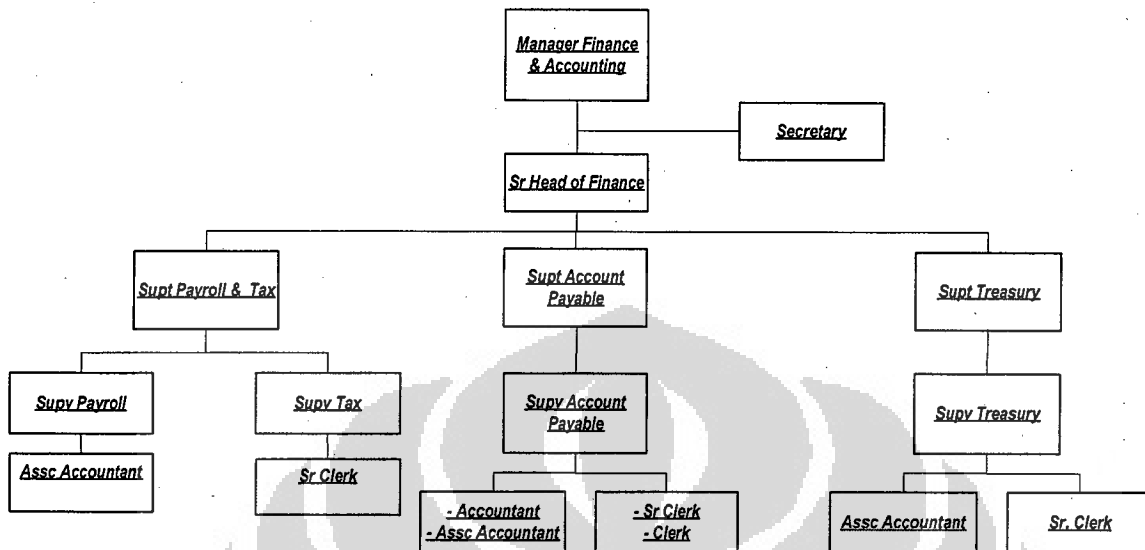 Manager Finance
& Accounting
Secretary
Sr Head of Finance
Supt Payroll & Tax
Supt Account
Payable
Supt Treasury
Supv Payroll
Supv Tax
Supv Account
Payable
Supv Treasury
Assc Accountant
Sr Clerk
- Accountant
- Assc Accountant
- Sr Clerk
- Clerk
Assc Accountant
Sr. Clerk